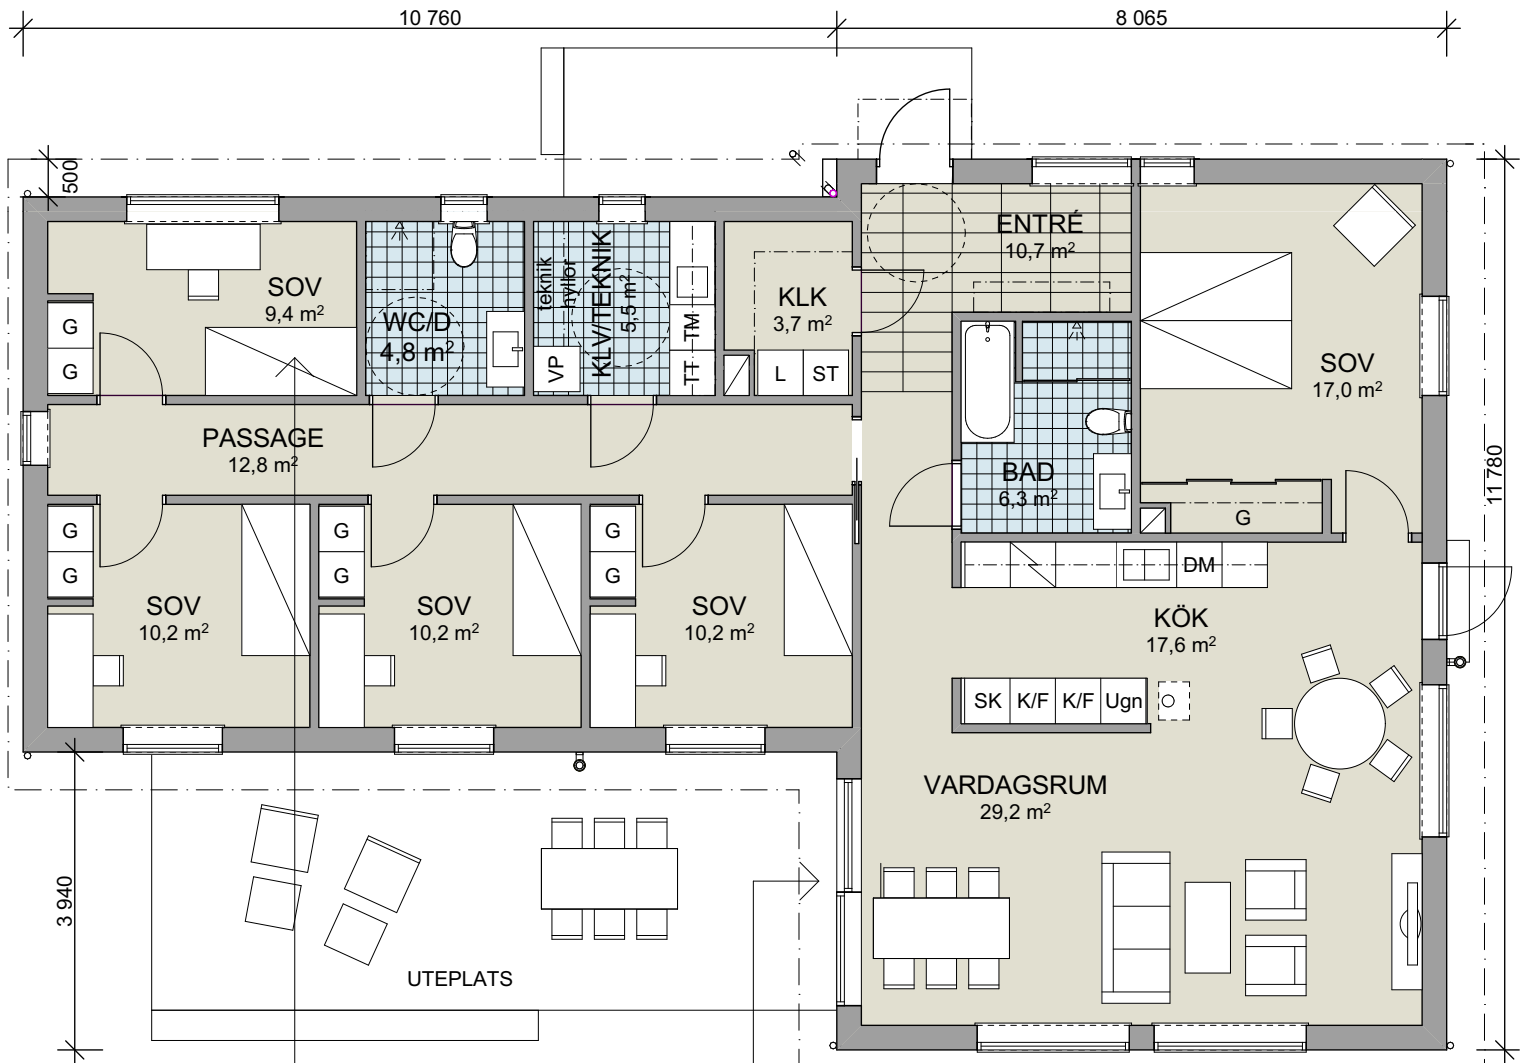 10 760
8 065
500
ENTRÉ
10,7 m²
SOV
9,4 m²
G
G
WC/D
4,8 m²
teknik
hyllor
KLV/TEKNIK
5,5 m²
VP
TM
TT
KLK
3,7 m²
L
ST
SOV
17,0 m²
PASSAGE
12,8 m²
BAD
6,3 m²
G
11 780
G
G
SOV
10,2 m²
G
G
SOV
10,2 m²
G
G
SOV
10,2 m²
DM
KÖK
17,6 m²
SK
K/F
K/F
Ugn
VARDAGSRUM
29,2 m²
3 940
UTEPLATS